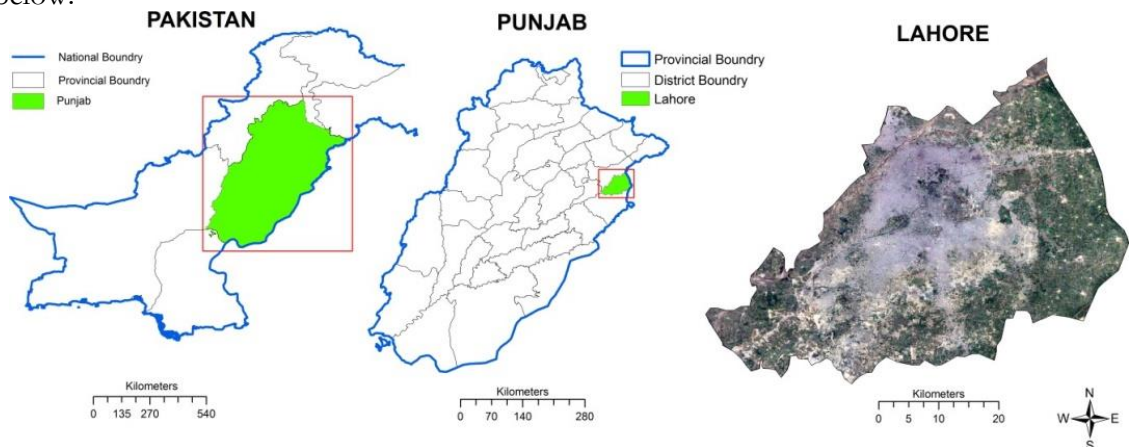 below.
PAKISTAN
National Boundry
Provincial Boundry
Punjab
Kilometers
0 135 270 540
PUNJAB
Provincial Boundry
District Boundry
Lahore
Kilometers
0 70 140 280
LAHORE
Kilometers
0 5 10 20
N
W E
S